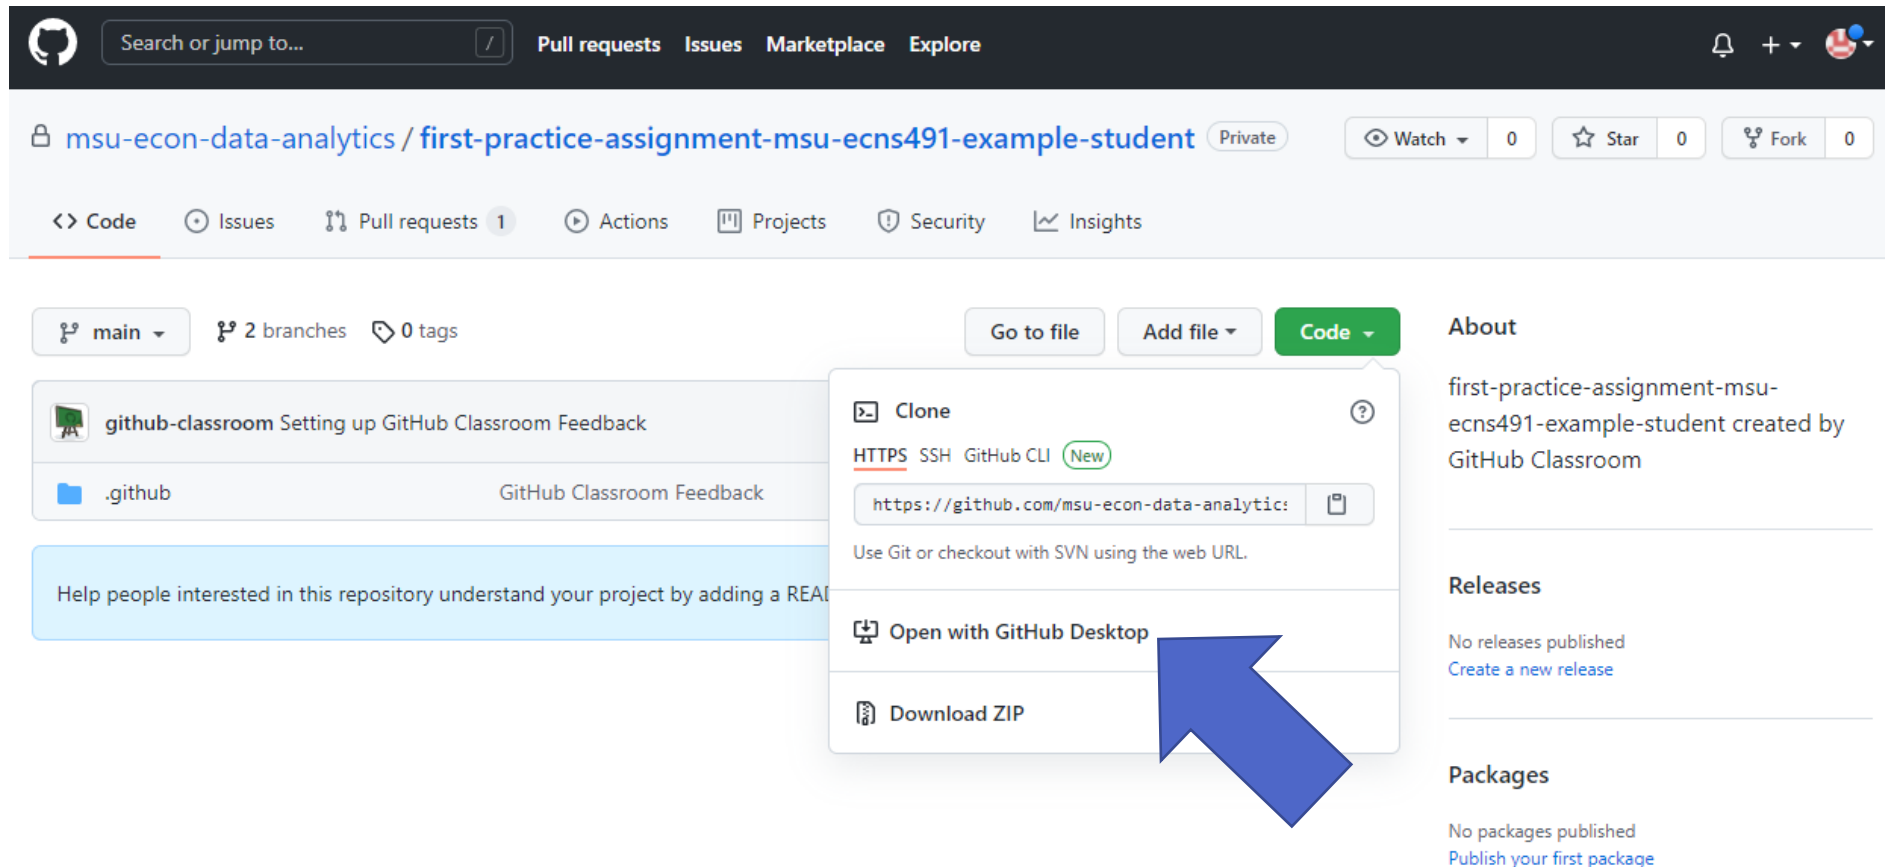 Search or jump to... /
Pull requests Issues Marketplace Explore
msu-econ-data-analytics / first-practice-assignment-msu-ecns491-example-student Private
Watch 0 Star 0 Fork 0
<> Code Issues Pull requests 1 Actions Projects Security Insights
main 2 branches 0 tags
Go to file Add file Code
github-classroom Setting up GitHub Classroom Feedback
.github GitHub Classroom Feedback
Help people interested in this repository understand your project by adding a
Clone
HTTPS SSH GitHub CLI New
https://github.com/msu-econ-data-analytic
Use Git or checkout with SVN using the web URL.
Open with GitHub Desktop
Download ZIP
About
first-practice-assignment-msu-
ecns491-example-student created by
GitHub Classroom
Releases
No releases published
Create a new release
Packages
No packages published
Publish your first package